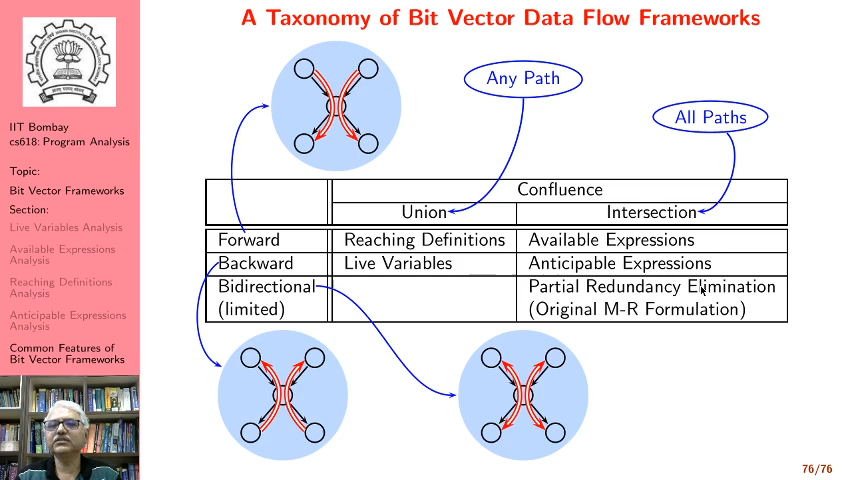 A Taxonomy of Bit Vector Data Flow Frameworks
IIT Bombay
cs618: Program Analysis
Topic:
Bit Vector Frameworks
Section:
Live Variables Analysis
Available Expressions
Analysis
Reaching Definitions
Analysis
Anticipable Expressions
Analysis
Common Features of
Bit Vector Frameworks
Any Path
All Paths
Confluence
Union Intersection
Forward Reaching Definitions Available Expressions
Backward Live Variables Anticipable Expressions
Bidirectional Partial Redundancy Elimination
(limited) (Original M-R Formulation)
76/76